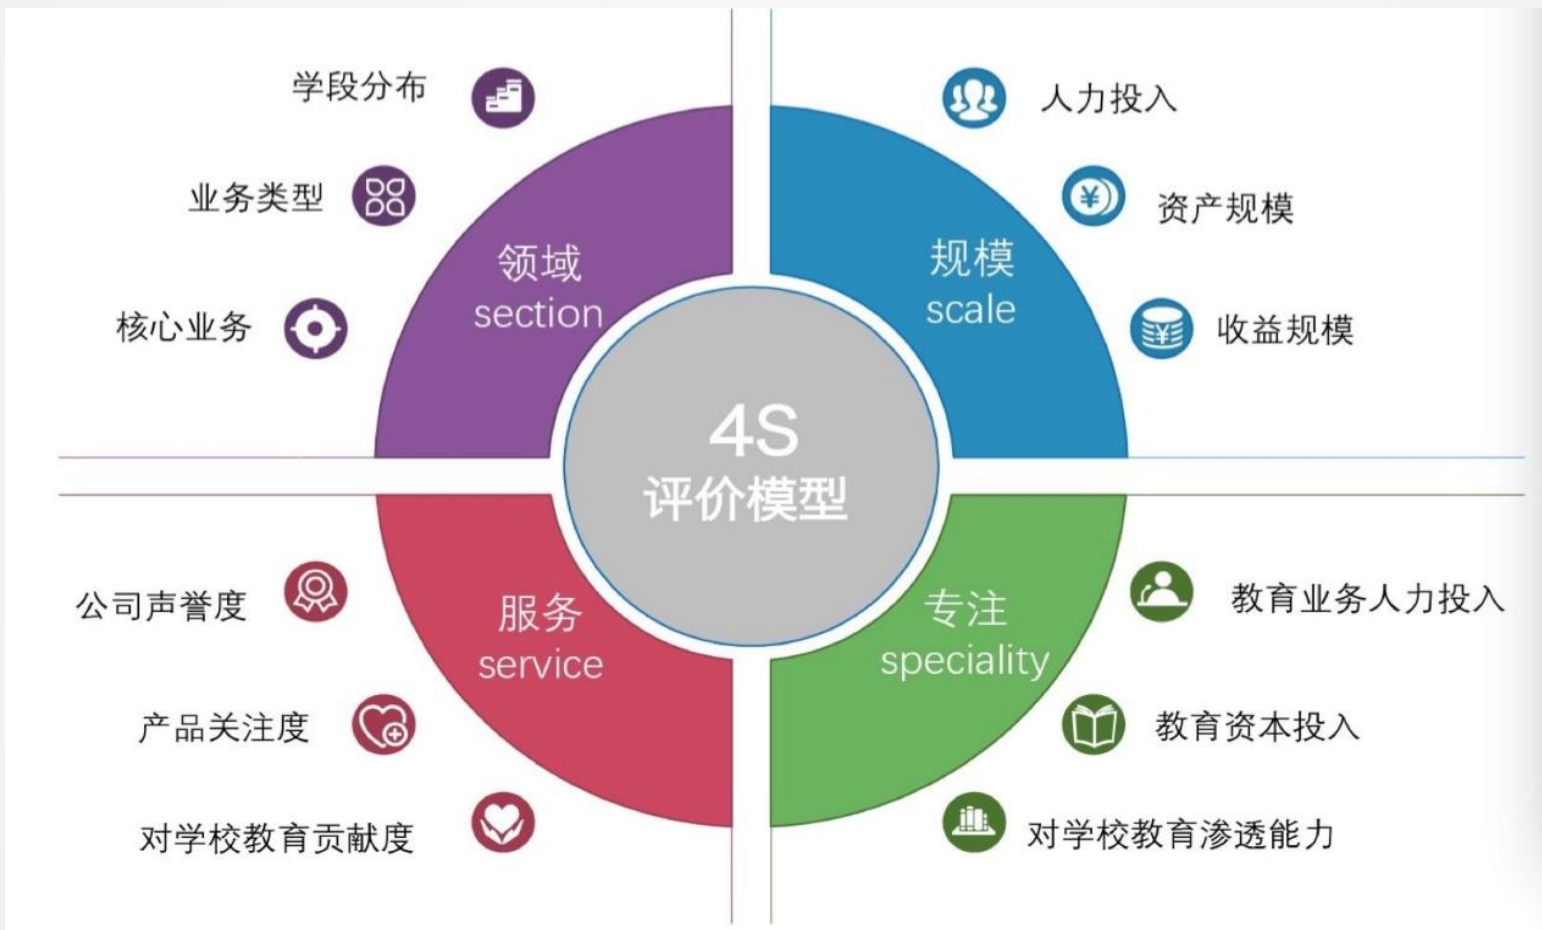 学段分布
业务类型
核心业务
领域
section
人力投入
资产规模
收益规模
规模
scale
4S
评价模型
公司声誉度
产品关注度
对学校教育贡献度
服务
service
教育业务人力投入
教育资本投入
对学校教育渗透能力
专注
speciality